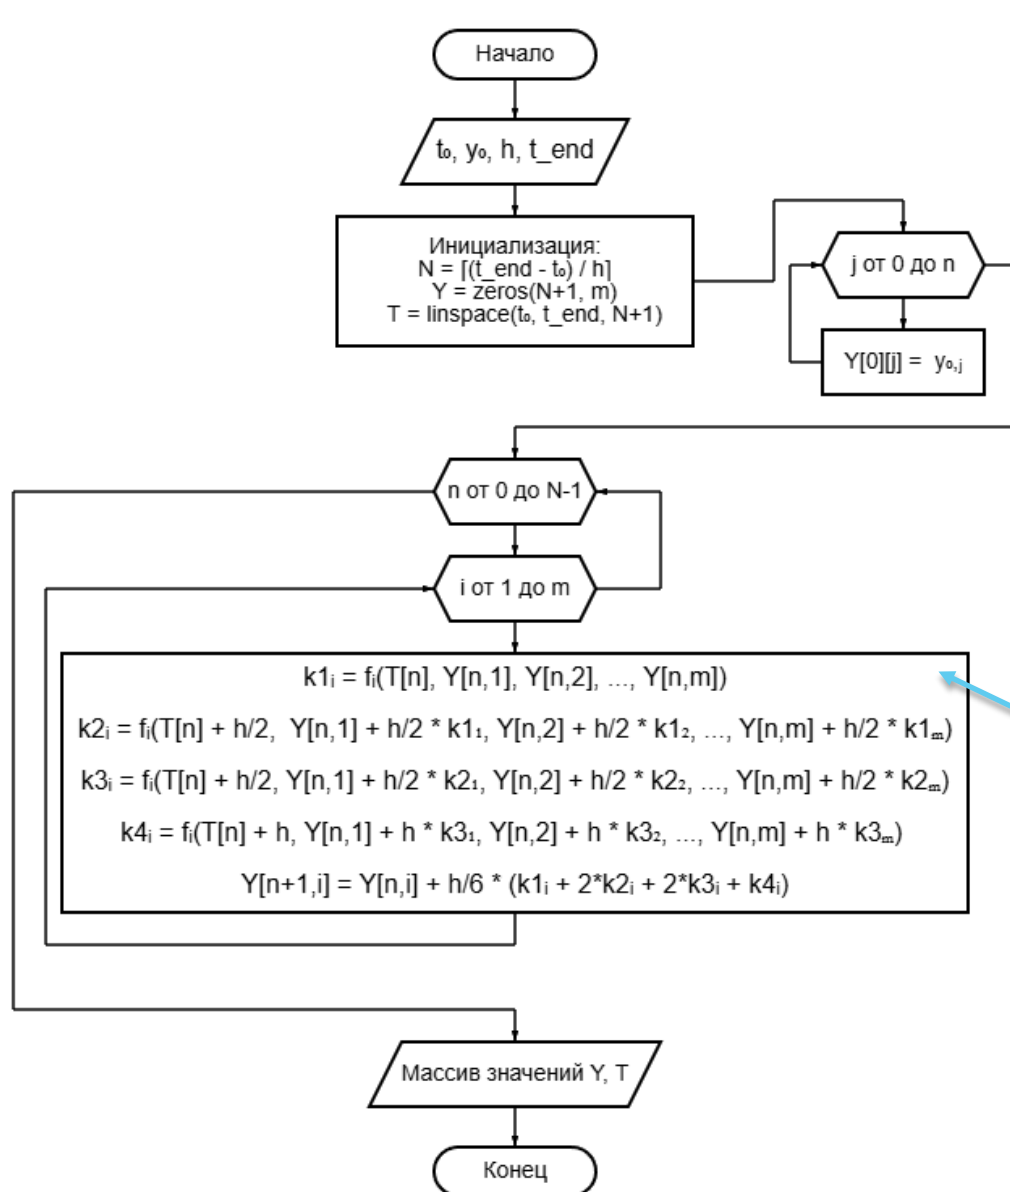 Начало
t₀, y₀, h, t_end
Инициализация:
N = ⌈(t_end - t₀) / h⌉
Y = zeros(N+1, m)
T = linspace(t₀, t_end, N+1)
j от 0 до n
Y[0][j] = y₀,ⱼ
n от 0 до N-1
i от 1 до m
k1ᵢ = fᵢ(T[n], Y[n,1], Y[n,2], ..., Y[n,m])
k2ᵢ = fᵢ(T[n] + h/2, Y[n,1] + h/2 * k1₁, Y[n,2] + h/2 * k1₂, ..., Y[n,m] + h/2 * k1ₘ)
k3ᵢ = fᵢ(T[n] + h/2, Y[n,1] + h/2 * k2₁, Y[n,2] + h/2 * k2₂, ..., Y[n,m] + h/2 * k2ₘ)
k4ᵢ = fᵢ(T[n] + h, Y[n,1] + h * k3₁, Y[n,2] + h * k3₂, ..., Y[n,m] + h * k3ₘ)
Y[n+1,i] = Y[n,i] + h/6 * (k1ᵢ + 2*k2ᵢ + 2*k3ᵢ + k4ᵢ)
Массив значений Y, T
Конец